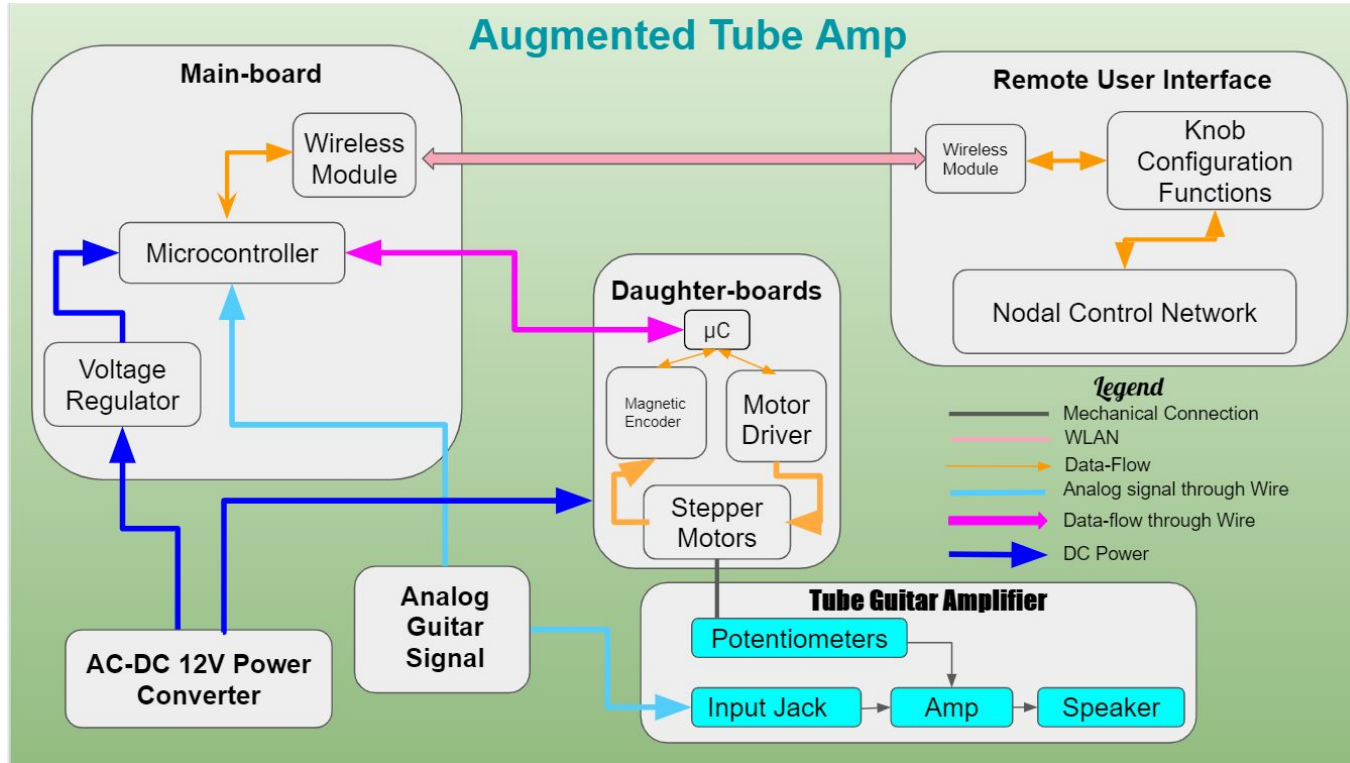 Augmented Tube Amp
Main-board
Wireless
Module
Microcontroller
Voltage
Regulator
AC-DC 12V Power
Converter
Analog
Guitar
Signal
Daughter-boards
µC
Magnetic
Encoder
Motor
Driver
Stepper
Motors
Remote User Interface
Wireless
Module
Knob
Configuration
Functions
Nodal Control Network
Legend
Mechanical Connection
WLAN
Data-Flow
Analog signal through Wire
Data-flow through Wire
DC Power
Tube Guitar Amplifier
Potentiometers
Input Jack
Amp
Speaker